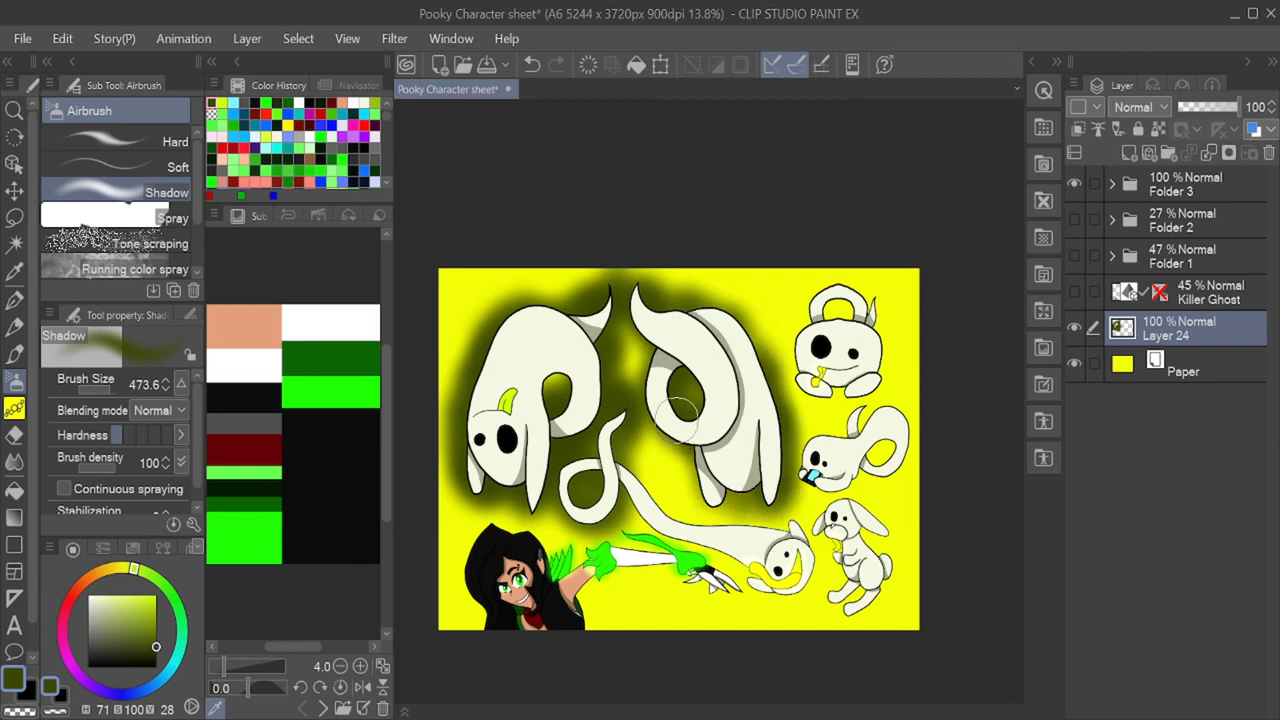 Pooky Character sheet* (A6 5244 x 3720px 900dpi 13.8%) - CLIP STUDIO PAINT EX
File Edit Story(P) Animation Layer Select View Filter Window Help
Sub Tool: Airbrush
Color History
Navigator
Pooky Character sheet*
Layer
Airbrush
Normal
100
Hard
Soft
Shadow
Spray
Tone scraping
Running color spray
Sub
100 % Normal
Folder 3
27 % Normal
Folder 2
47 % Normal
Folder 1
45 % Normal
Killer Ghost
100 % Normal
Layer 24
Paper
Tool property: Shad
Shadow
Brush Size 473.6
Blending mode Normal
Hardness
Brush density 100
Continuous spraying
Stabilization
4.0
0.0
H 71 S 100 V 28